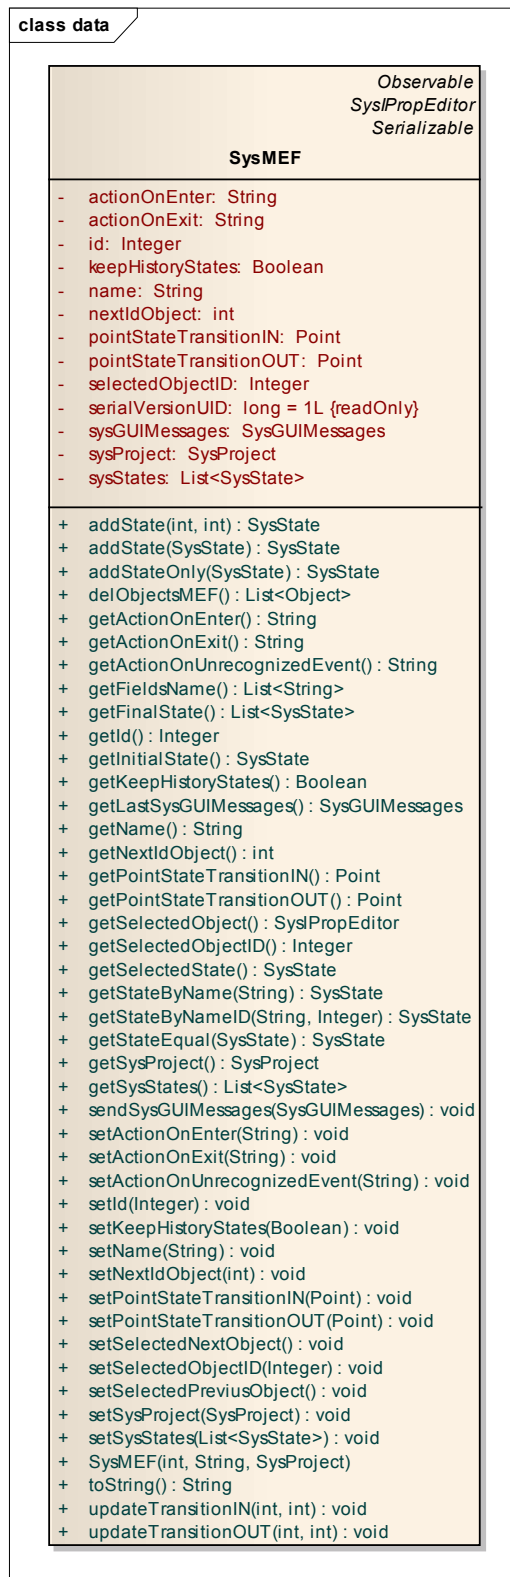 class data
Observable
SysIPropEditor
Serializable
SysMEF
- actionOnEnter: String
- actionOnExit: String
- id: Integer
- keepHistoryStates: Boolean
- name: String
- nextIdObject: int
- pointStateTransitionIN: Point
- pointStateTransitionOUT: Point
- selectedObjectID: Integer
- serialVersionUID: long = 1L {readOnly}
- sysGUIMessages: SysGUIMessages
- sysProject: SysProject
- sysStates: List<SysState>
+ addState(int, int) : SysState
+ addState(SysState) : SysState
+ addStateOnly(SysState) : SysState
+ delObjectsMEF() : List<Object>
+ getActionOnEnter() : String
+ getActionOnExit() : String
+ getActionOnUnrecognizedEvent() : String
+ getFieldsName() : List<String>
+ getFinalState() : List<SysState>
+ getId() : Integer
+ getInitialState() : SysState
+ getKeepHistoryStates() : Boolean
+ getLastSysGUIMessages() : SysGUIMessages
+ getName() : String
+ getNextIdObject() : int
+ getPointStateTransitionIN() : Point
+ getPointStateTransitionOUT() : Point
+ getSelectedObject() : SysIPropEditor
+ getSelectedObjectID() : Integer
+ getSelectedState() : SysState
+ getStateByName(String) : SysState
+ getStateByNameID(String, Integer) : SysState
+ getStateEqual(SysState) : SysState
+ getSysProject() : SysProject
+ getSysStates() : List<SysState>
+ sendSysGUIMessages(SysGUIMessages) : void
+ setActionOnEnter(String) : void
+ setActionOnExit(String) : void
+ setActionOnUnrecognizedEvent(String) : void
+ setId(Integer) : void
+ setKeepHistoryStates(Boolean) : void
+ setName(String) : void
+ setNextIdObject(int) : void
+ setPointStateTransitionIN(Point) : void
+ setPointStateTransitionOUT(Point) : void
+ setSelectedNextObject() : void
+ setSelectedObjectID(Integer) : void
+ setSelectedPreviusObject() : void
+ setSysProject(SysProject) : void
+ setSysStates(List<SysState>) : void
+ SysMEF(int, String, SysProject)
+ toString() : String
+ updateTransitionIN(int, int) : void
+ updateTransitionOUT(int, int) : void